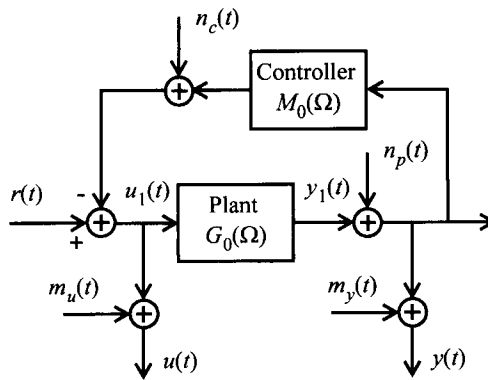 n_c(t)
Controller
M_0(Ω)
n_p(t)
-
r(t)
u_1(t)
y_1(t)
+
Plant
G_0(Ω)
+
+
+
m_u(t)
m_y(t)
+
+
u(t)
y(t)